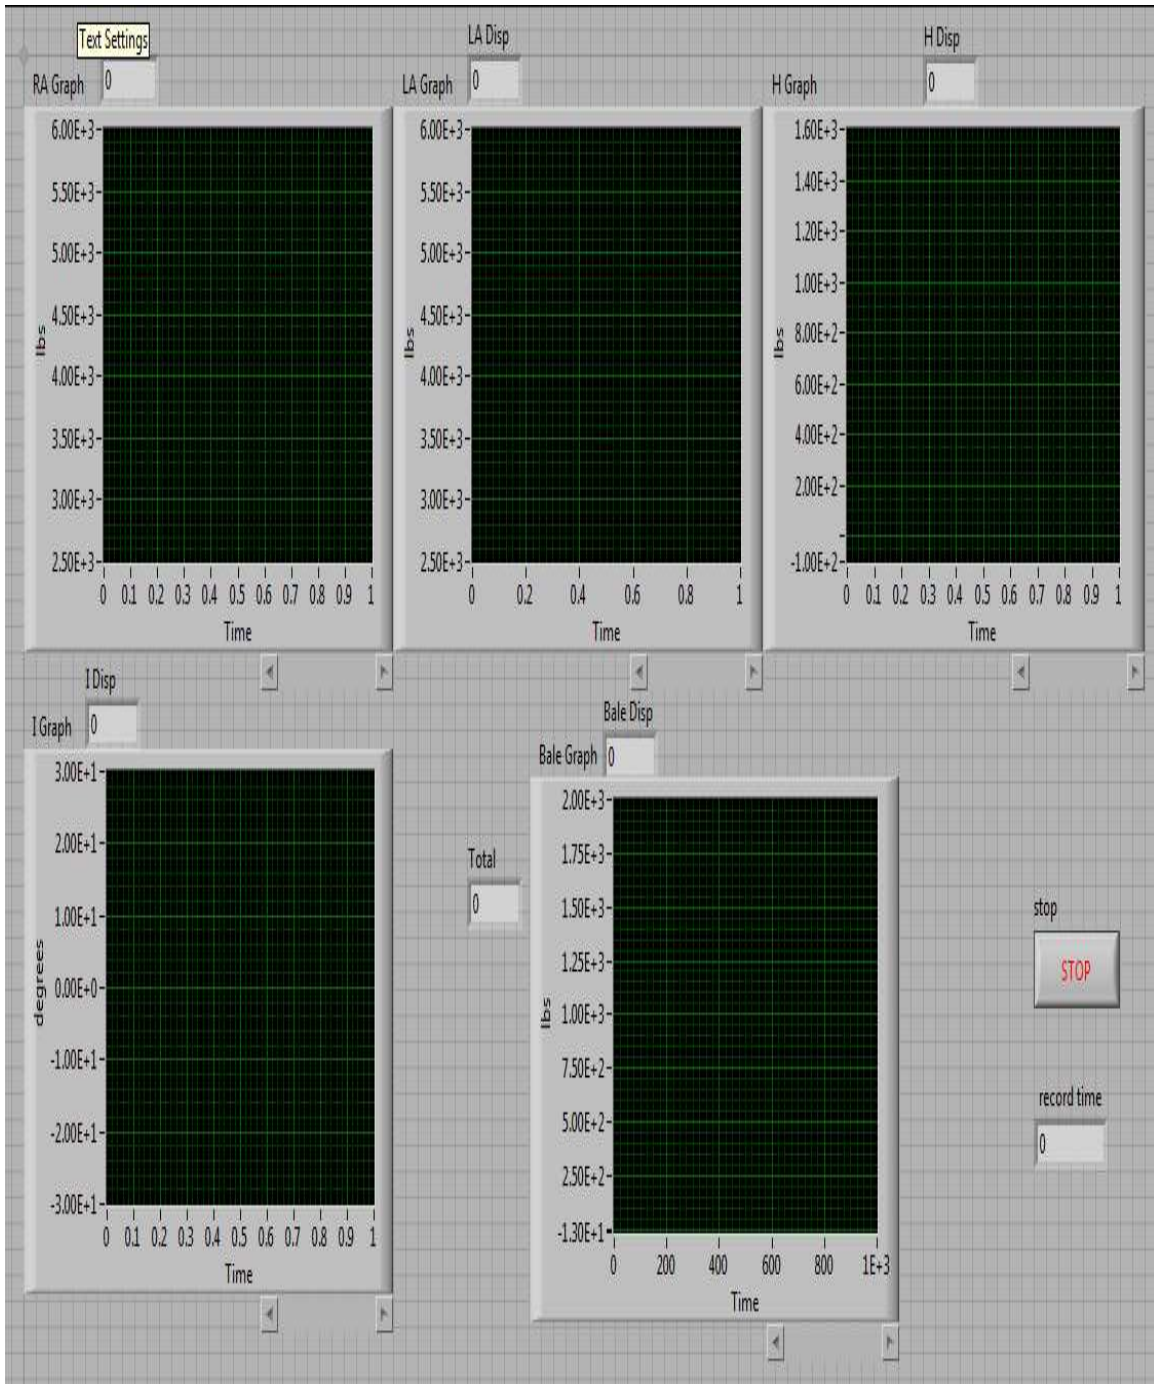 Text Settings
RA Graph
0
6.00E+3
5.50E+3
5.00E+3
4.50E+3
4.00E+3
3.50E+3
3.00E+3
2.50E+3
lbs
0 0.1 0.2 0.3 0.4 0.5 0.6 0.7 0.8 0.9 1
Time
LA Disp
LA Graph
0
6.00E+3
5.50E+3
5.00E+3
4.50E+3
4.00E+3
3.50E+3
3.00E+3
2.50E+3
lbs
0 0.2 0.4 0.6 0.8 1
Time
H Disp
H Graph
0
1.60E+3
1.40E+3
1.20E+3
1.00E+3
8.00E+2
6.00E+2
4.00E+2
2.00E+2
-1.00E+2
lbs
0 0.1 0.2 0.3 0.4 0.5 0.6 0.7 0.8 0.9 1
Time
I Disp
I Graph
0
3.00E+1
2.00E+1
1.00E+1
0.00E+0
-1.00E+1
-2.00E+1
-3.00E+1
degrees
0 0.1 0.2 0.3 0.4 0.5 0.6 0.7 0.8 0.9 1
Time
Total
0
Bale Disp
Bale Graph
0
2.00E+3
1.75E+3
1.50E+3
1.25E+3
1.00E+3
7.50E+2
5.00E+2
2.50E+2
-1.30E+1
lbs
0 200 400 600 800 1E+3
Time
stop
STOP
record time
0